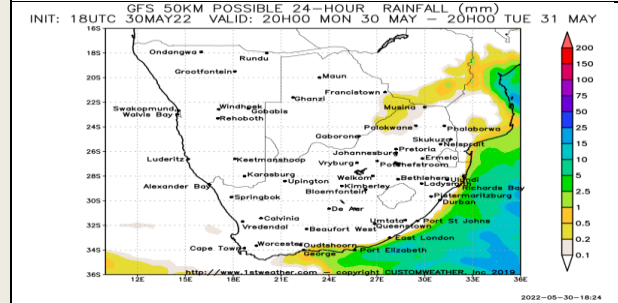 GFS 50KM POSSIBLE 24-HOUR RAINFALL (mm)
INIT: 18UTC 30MAY22 VALID: 20H00 MON 30 MAY – 20H00 TUE 31 MAY
16S
18S
20S
22S
24S
26S
28S
30S
32S
34S
36S
Ondangwa
Rundu
Grootfontein
Maun
Francistown
Ghanzi
Musina
Swakopmund
Windhoek
Gobabis
Walvis Bay
Rehoboth
Polokwane
Phalaborwa
Gaborone
Skukuza
Pretoria
Nelspruit
Johannesburg
Luderitz
Keetmanshoop
Vryburg
Potchefstroom
Ermelo
Karasburg
Upington
Welkom
Bethlehem
Ulundi
Alexander Bay
Kimberley
Ladysmith
Richards Bay
Bloemfontein
Springbok
Pietermaritzburg
Durban
De Aar
Calvinia
Umtata
Port St Johns
Vredendal
Beaufort West
Queenstown
East London
Cape Town
Worcester
Oudtshoorn
George
Port Elizabeth
http://www.1stweather.com – copyright CUSTOMWEATHER, Inc 2019
12E 15E 18E 21E 24E 27E 30E 33E 36E
200
150
100
75
50
25
15
10
5
2.5
1
0.5
0.2
0.1
2022-05-30-18:24